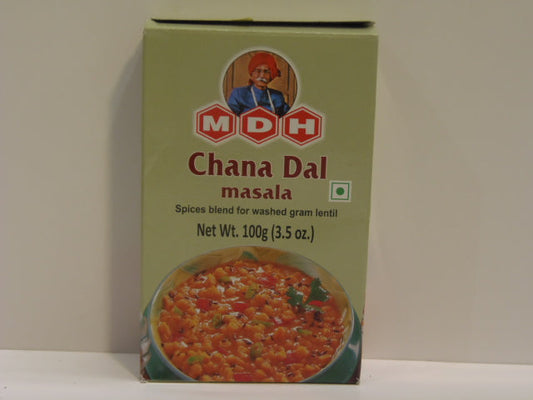 MDH
Chana Dal
masala
Spices blend for washed gram lentil
Net Wt. 100g (3.5 oz.)